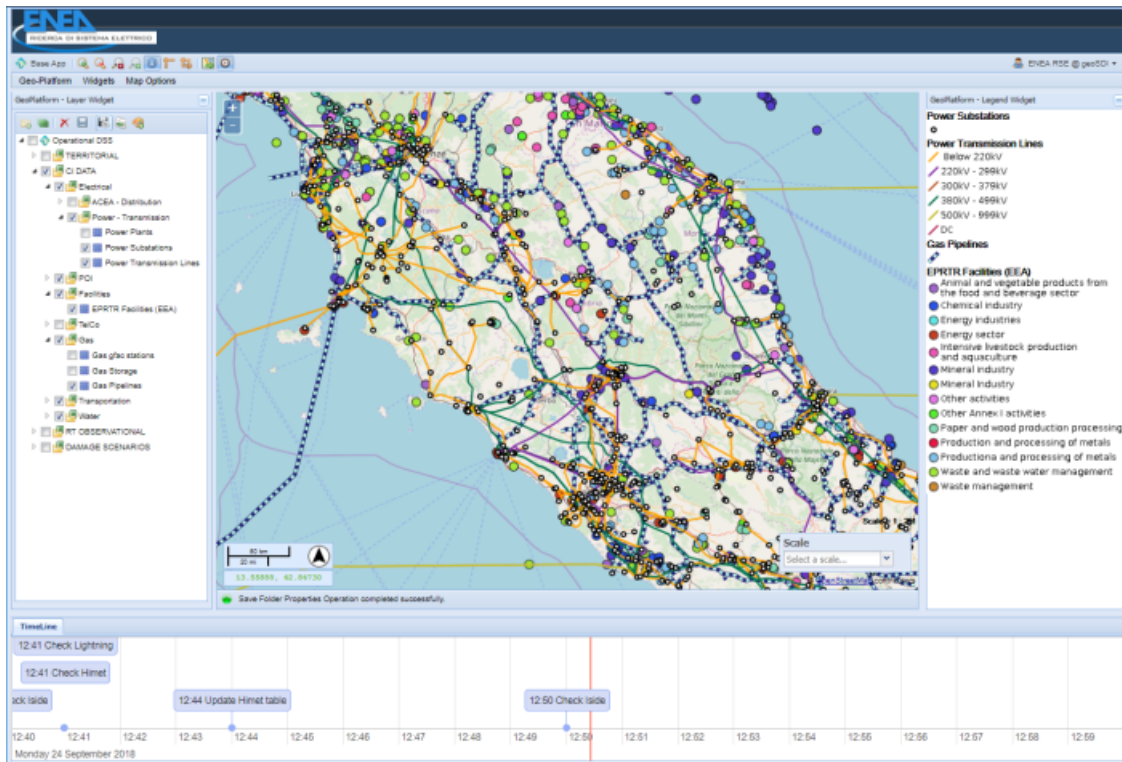 ENEA
RICERCA DI SISTEMA ELETTRICO
Base App
ENEA RSE @ geoSDI
Geo-Platform Widgets Map Options
GeoPlatform - Layer Widget
Operational DSS
TERRITORIAL
CI DATA
Electrical
ACEA - Distribution
Power - Transmission
Power Plants
Power Substations
Power Transmission Lines
POI
Facilities
EPRTR Facilities (EEA)
TelCo
Gas
Gas gfac stations
Gas Storage
Gas Pipelines
Transportation
Water
RT OBSERVATIONAL
DAMAGE SCENARIOS
60 km
20 mi
Scale
Select a scale...
Save Folder Properties Operation completed successfully.
GeoPlatform - Legend Widget
Power Substations
Power Transmission Lines
Below 220kV
220kV - 299kV
300kV - 379kV
380kV - 499kV
500kV - 999kV
DC
Gas Pipelines
EPRTR Facilities (EEA)
Animal and vegetable products from
the food and beverage sector
Chemical industry
Energy industries
Energy sector
Intensive livestock production
and aquaculture
Mineral industry
Mineral Industry
Other activities
Other Annex I activities
Paper and wood production processing
Production and processing of metals
Productiona and processing of metals
Waste and waste water management
Waste management
TimeLine
12:41 Check Lightning
12:41 Check Himet
ck Iside
12:44 Update Himet table
12:50 Check Iside
12:40 12:41 12:42 12:43 12:44 12:45 12:46 12:47 12:48 12:49 12:50 12:51 12:52 12:53 12:54 12:55 12:56 12:57 12:58 12:59
Monday 24 September 2018